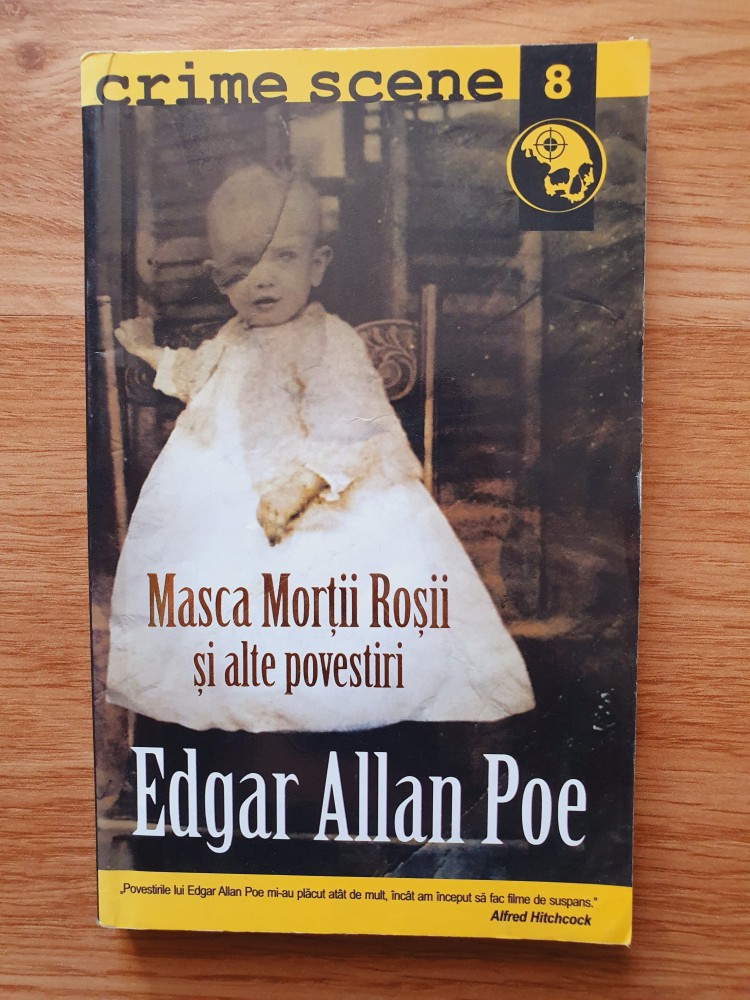 crime scene 8
Masca Morții Roșii
și alte povestiri
Edgar Allan Poe
„Povestirile lui Edgar Allan Poe mi-au plăcut atât de mult, încât am început să fac filme de suspans.”
Alfred Hitchcock